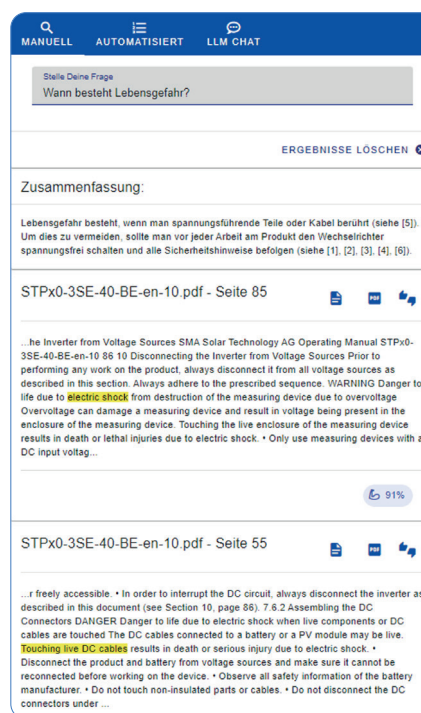 MANUELL AUTOMATISIERT LLM CHAT
Stelle Deine Frage
Wann besteht Lebensgefahr?
ERGEBNISSE LÖSCHEN
Zusammenfassung:
Lebensgefahr besteht, wenn man spannungsführende Teile oder Kabel berührt (siehe [5]).
Um dies zu vermeiden, sollte man vor jeder Arbeit am Produkt den Wechselrichter
spannungsfrei schalten und alle Sicherheitshinweise befolgen (siehe [1], [2], [3], [4], [6]).
STPx0-3SE-40-BE-en-10.pdf - Seite 85
PDF
...he Inverter from Voltage Sources SMA Solar Technology AG Operating Manual STPx0-
3SE-40-BE-en-10 86 10 Disconnecting the Inverter from Voltage Sources Prior to
performing any work on the product, always disconnect it from all voltage sources as
described in this section. Always adhere to the prescribed sequence. WARNING Danger to
life due to electric shock from destruction of the measuring device due to overvoltage
Overvoltage can damage a measuring device and result in voltage being present in the
enclosure of the measuring device. Touching the live enclosure of the measuring device
results in death or lethal injuries due to electric shock. • Only use measuring devices with a
DC input voltag...
91%
STPx0-3SE-40-BE-en-10.pdf - Seite 55
PDF
...r freely accessible. • In order to interrupt the DC circuit, always disconnect the inverter as
described in this document (see Section 10, page 86). 7.6.2 Assembling the DC
Connectors DANGER Danger to life due to electric shock when live components or DC
cables are touched The DC cables connected to a battery or a PV module may be live.
Touching live DC cables results in death or serious injury due to electric shock. •
Disconnect the product and battery from voltage sources and make sure it cannot be
reconnected before working on the device. • Observe all safety information of the battery
manufacturer. • Do not touch non-insulated parts or cables. • Do not disconnect the DC
connectors under ...